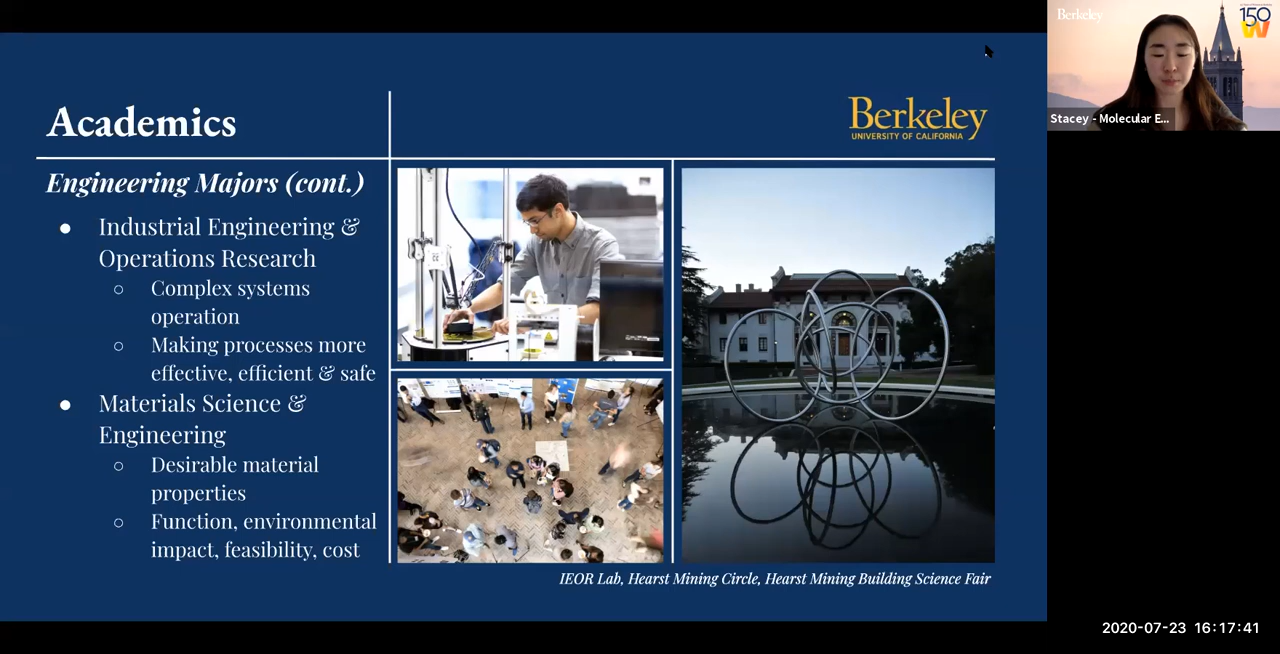 Academics
Berkeley
UNIVERSITY OF CALIFORNIA
Engineering Majors (cont.)
● Industrial Engineering &
Operations Research
○ Complex systems
operation
○ Making processes more
effective, efficient & safe
● Materials Science &
Engineering
○ Desirable material
properties
○ Function, environmental
impact, feasibility, cost
IEOR Lab, Hearst Mining Circle, Hearst Mining Building Science Fair
Berkeley
150
W
Stacey - Molecular E...
2020-07-23 16:17:41